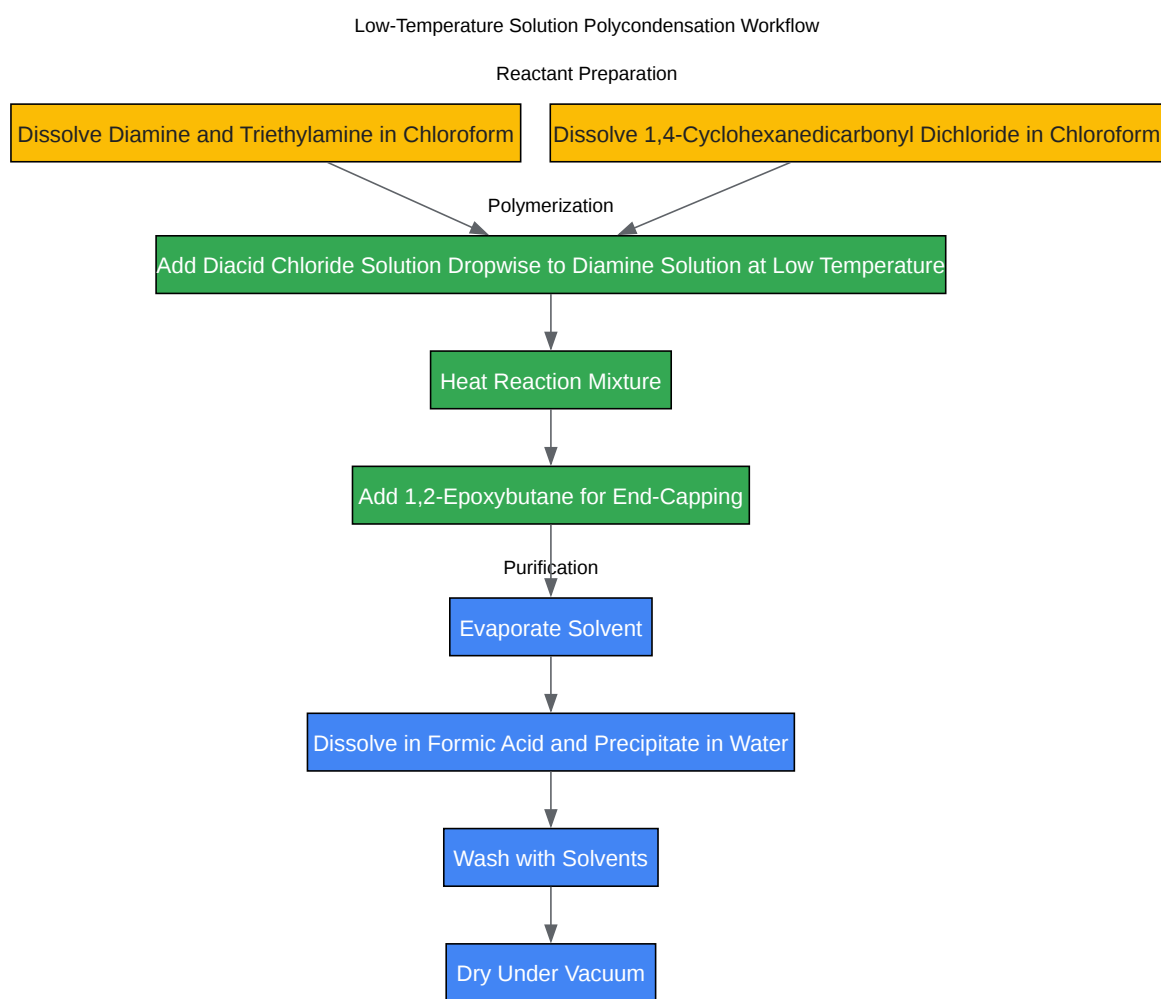 Low-Temperature Solution Polycondensation Workflow
Reactant Preparation
Dissolve Diamine and Triethylamine in Chloroform
Dissolve 1,4-Cyclohexanedicarbonyl Dichloride in Chloroform
Polymerization
Add Diacid Chloride Solution Dropwise to Diamine Solution at Low Temperature
Heat Reaction Mixture
Add 1,2-Epoxybutane for End-Capping
Purification
Evaporate Solvent
Dissolve in Formic Acid and Precipitate in Water
Wash with Solvents
Dry Under Vacuum